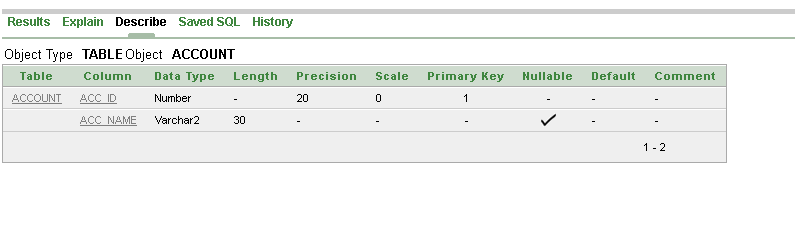 Results Explain Describe Saved SQL History
Object Type TABLE Object ACCOUNT
Table Column Data Type Length Precision Scale Primary Key Nullable Default Comment
ACCOUNT ACC_ID Number - 20 0 1 - - -
ACC_NAME Varchar2 30 - - - ✓ - -
1 - 2